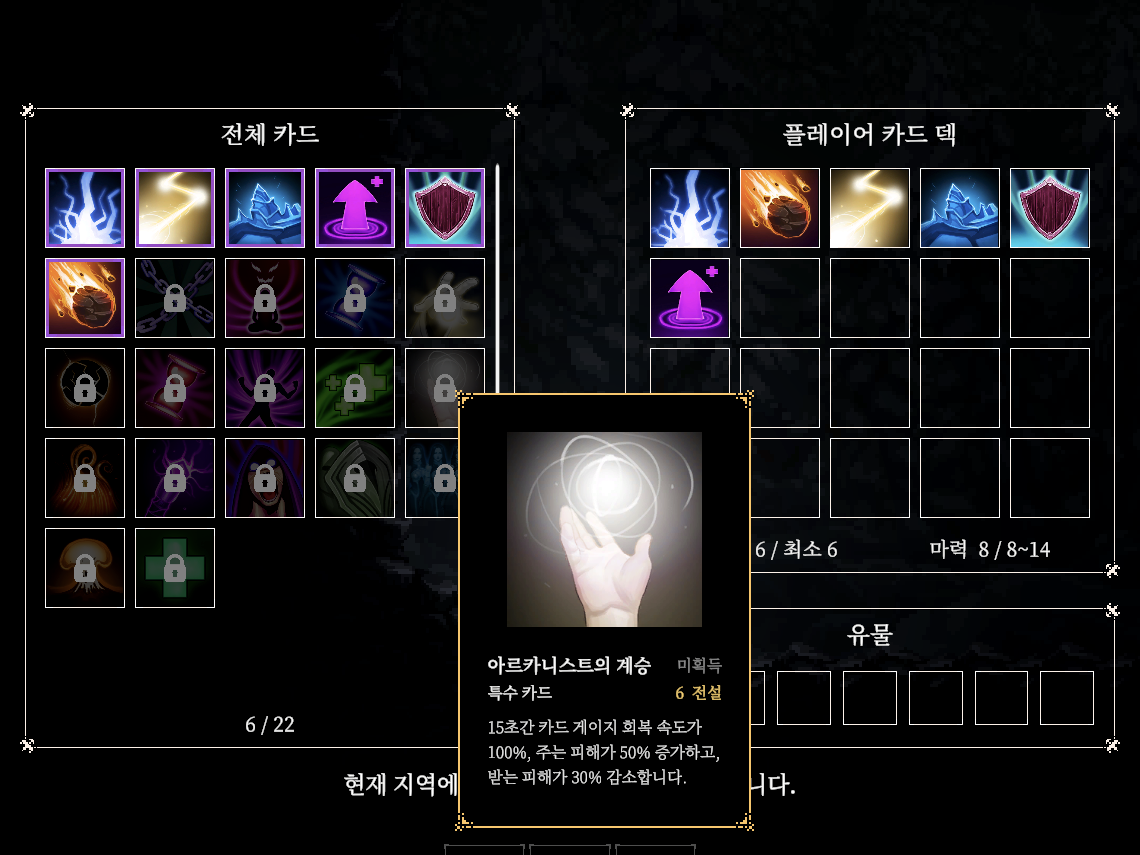 전체 카드
6 / 22
플레이어 카드 덱
6 / 최소 6
마력 8 / 8~14
유물
아르카니스트의 계승 미획득
특수 카드 6 전설
15초간 카드 게이지 회복 속도가
100%, 주는 피해가 50% 증가하고,
받는 피해가 30% 감소합니다.
현재 지역에
니다.